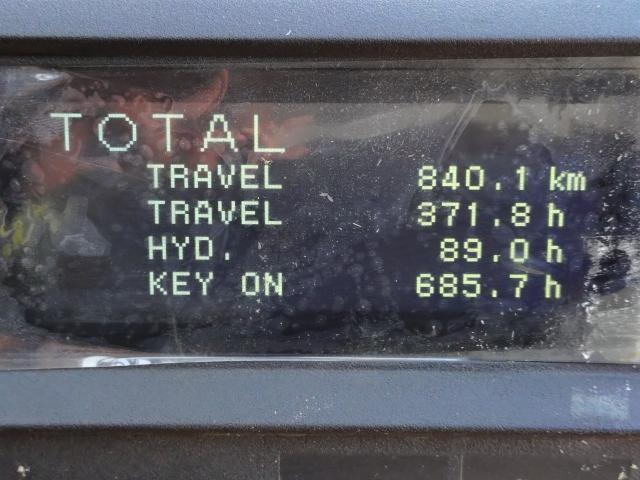 TOTAL
TRAVEL 840.1 km
TRAVEL 371.8 h
HYD. 89.0 h
KEY ON 685.7 h